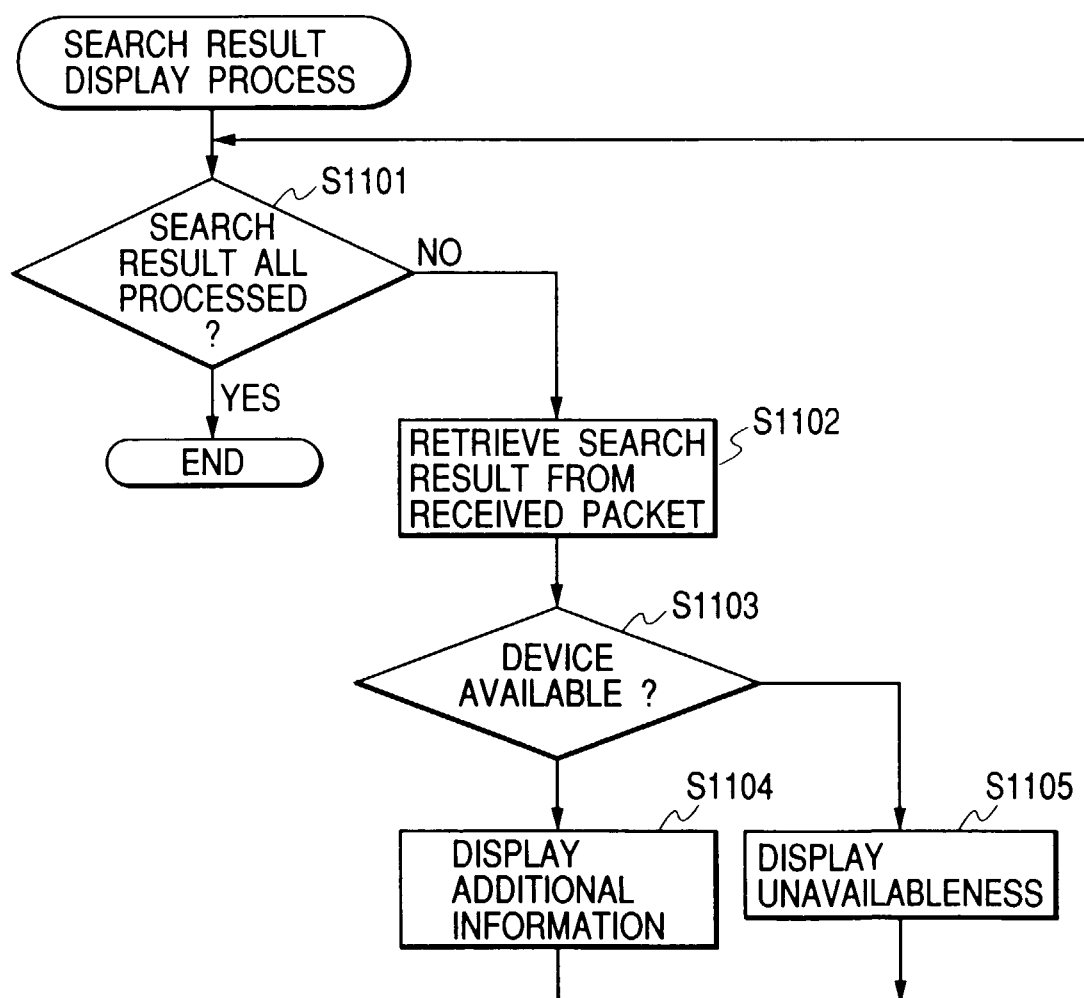 SEARCH RESULT
DISPLAY PROCESS
S1101
SEARCH
RESULT ALL
PROCESSED
?
NO
YES
END
S1102
RETRIEVE SEARCH
RESULT FROM
RECEIVED PACKET
S1103
DEVICE
AVAILABLE ?
S1104
DISPLAY
ADDITIONAL
INFORMATION
S1105
DISPLAY
UNAVAILABLENESS